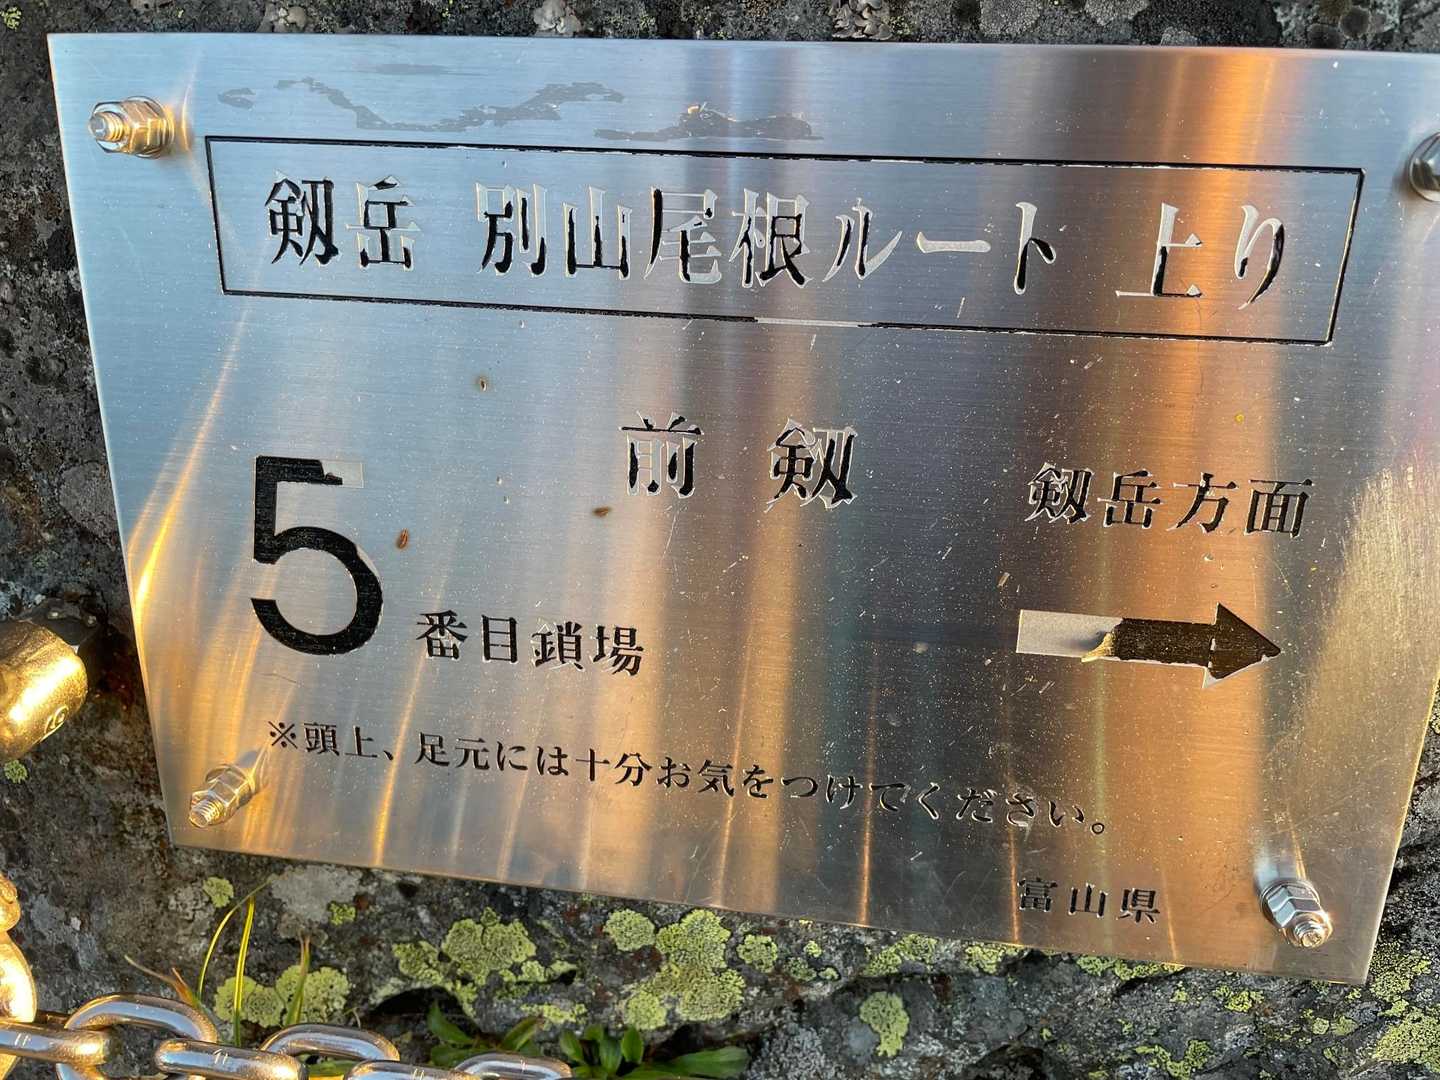 剱岳 別山尾根ルート 上り
前 剱
剱岳方面
5番目鎖場
※頭上、足元には十分お気をつけてください。
富山県